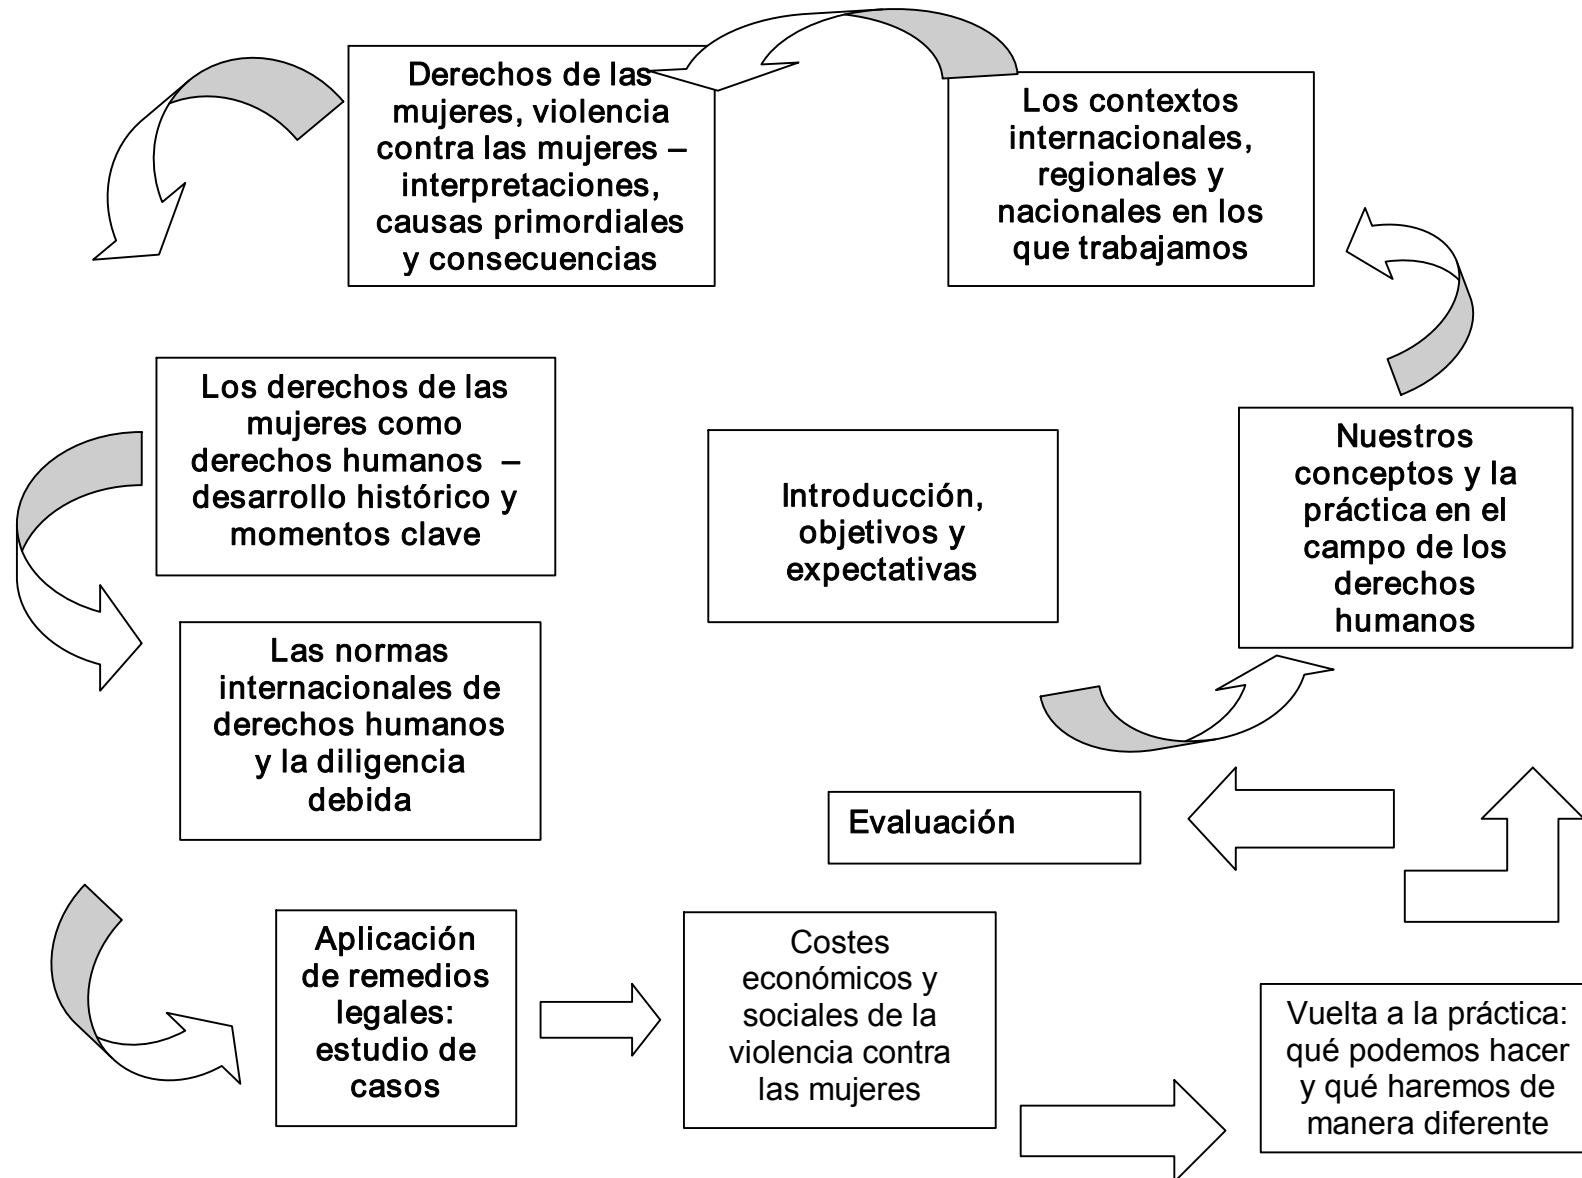 Derechos de las
mujeres, violencia
contra las mujeres –
interpretaciones,
causas primordiales
y consecuencias
Los contextos
internacionales,
regionales y
nacionales en los
que trabajamos
Los derechos de las
mujeres como
derechos humanos –
desarrollo histórico y
momentos clave
Introducción,
objetivos y
expectativas
Nuestros
conceptos y la
práctica en el
campo de los
derechos
humanos
Las normas
internacionales de
derechos humanos
y la diligencia
debida
Evaluación
Aplicación
de remedios
legales:
estudio de
casos
Costes
económicos y
sociales de la
violencia contra
las mujeres
Vuelta a la práctica:
qué podemos hacer
y qué haremos de
manera diferente